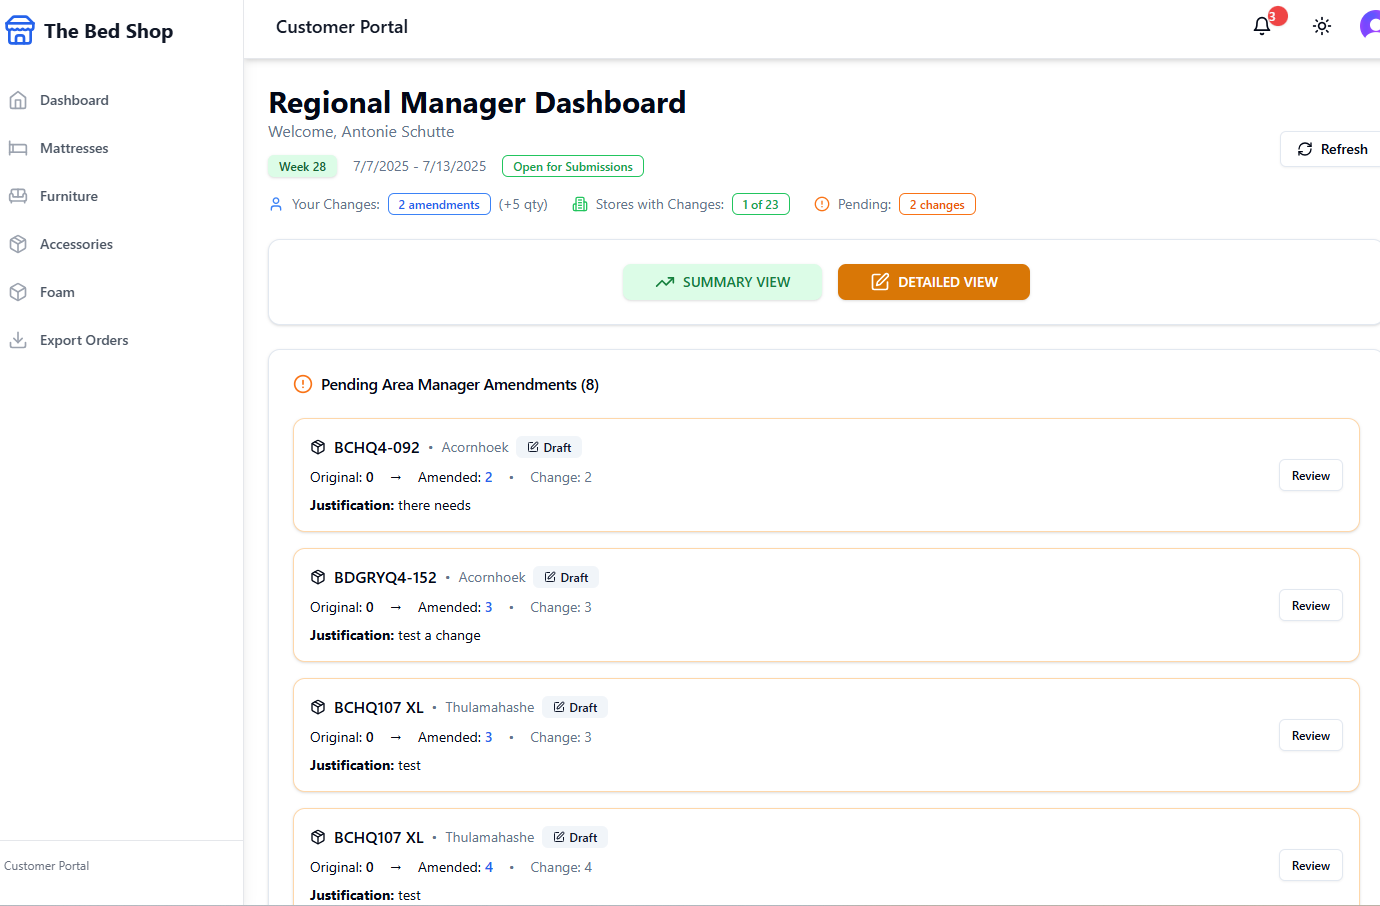 The Bed Shop
Customer Portal
3
Dashboard
Mattresses
Furniture
Accessories
Foam
Export Orders
Customer Portal
Regional Manager Dashboard
Welcome, Antonie Schutte
Refresh
Week 28 7/7/2025 - 7/13/2025 Open for Submissions
Your Changes: 2 amendments (+5 qty) Stores with Changes: 1 of 23 Pending: 2 changes
SUMMARY VIEW DETAILED VIEW
Pending Area Manager Amendments (8)
BCHQ4-092 • Acornhoek Draft
Original: 0 → Amended: 2 • Change: 2
Justification: there needs
Review
BDGRYQ4-152 • Acornhoek Draft
Original: 0 → Amended: 3 • Change: 3
Justification: test a change
Review
BCHQ107 XL • Thulamahashe Draft
Original: 0 → Amended: 3 • Change: 3
Justification: test
Review
BCHQ107 XL • Thulamahashe Draft
Original: 0 → Amended: 4 • Change: 4
Justification: test
Review